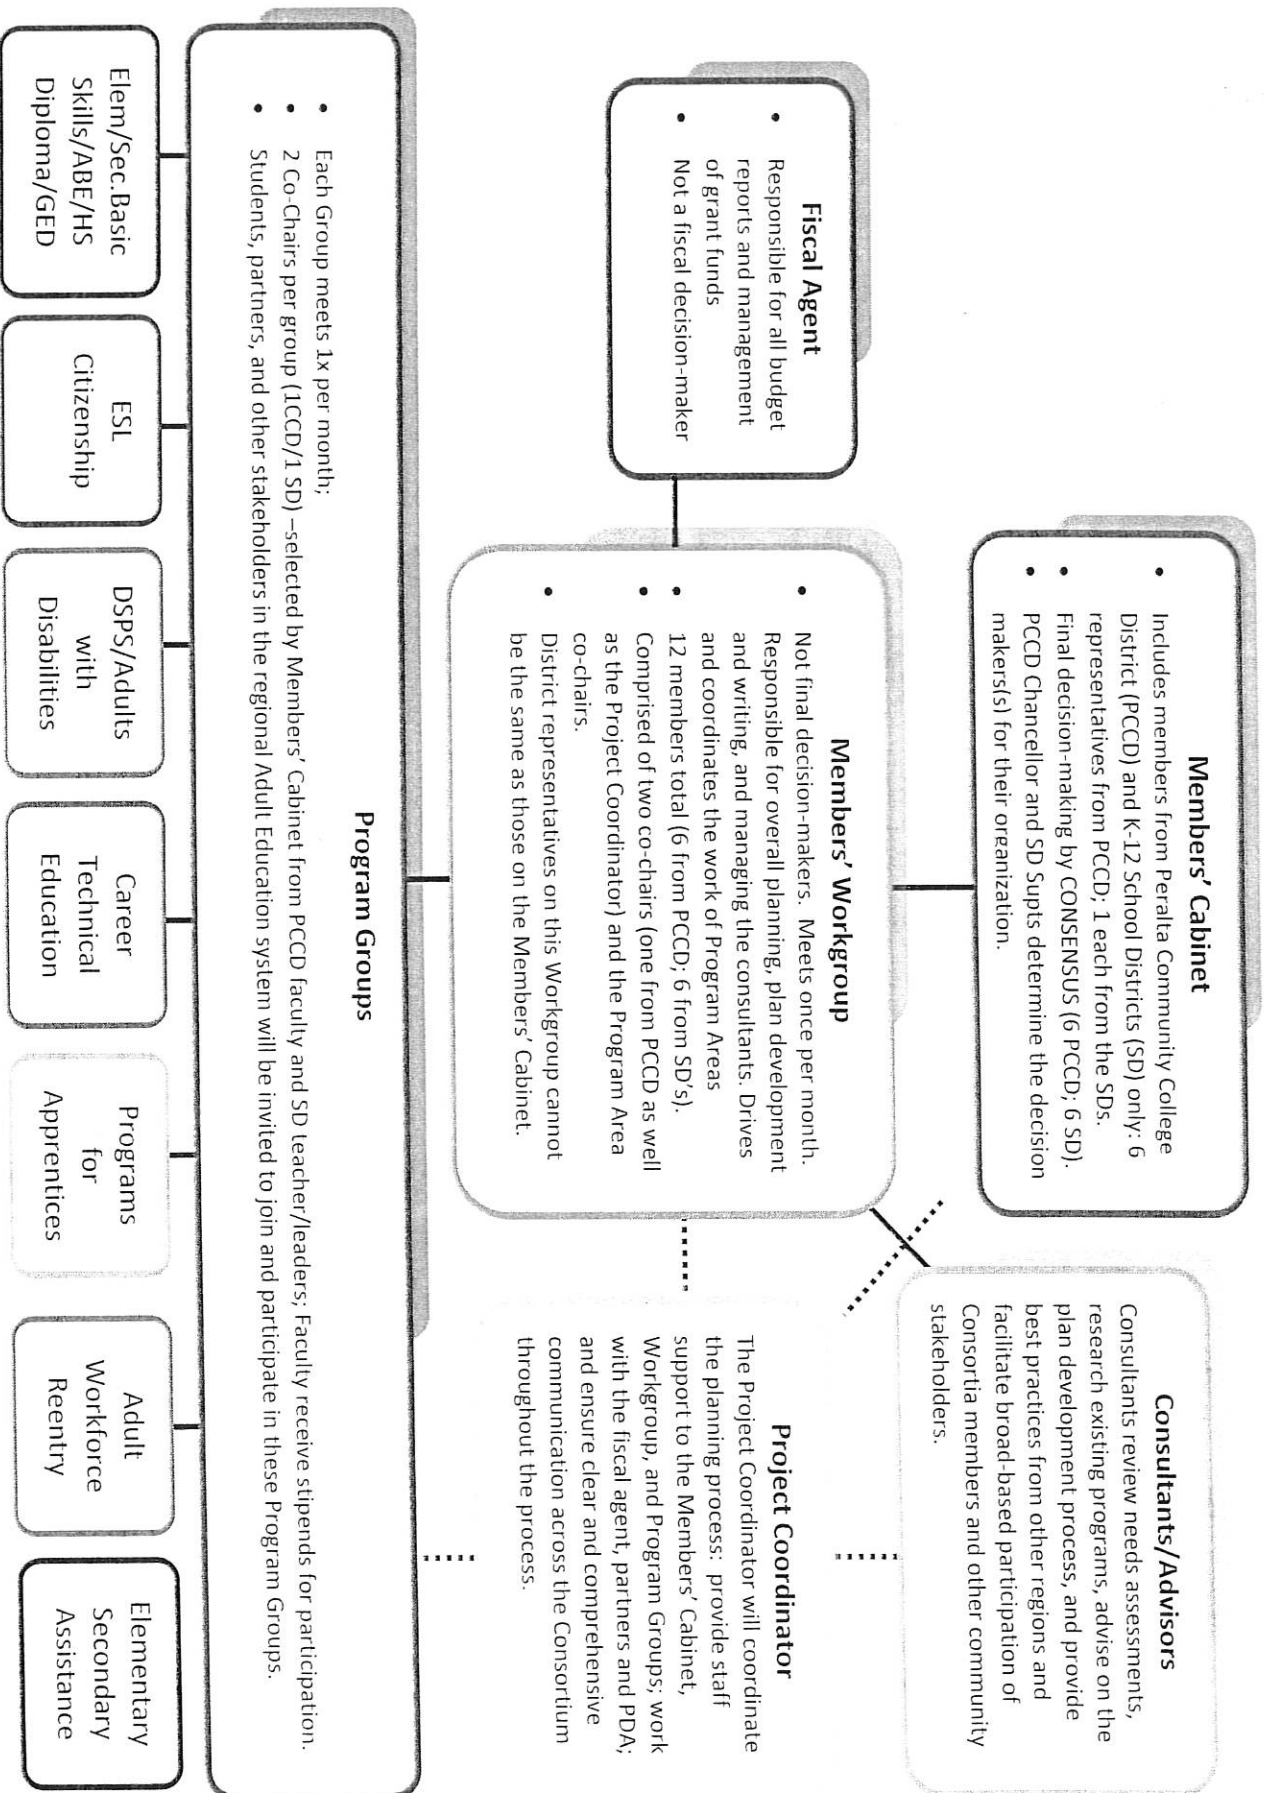 Members' Cabinet
• Includes members from Peralta Community College
District (PCCD) and K-12 School Districts (SD) only: 6
representatives from PCCD; 1 each from the SDs.
• Final decision-making by CONSENSUS (6 PCCD; 6 SD).
• PCCD Chancellor and SD Supts determine the decision
makers(s) for their organization.
Consultants/Advisors
Consultants review needs assessments,
research existing programs, advise on the
plan development process, and provide
best practices from other regions and
facilitate broad-based participation of
Consortia members and other community
stakeholders.
Fiscal Agent
• Responsible for all budget
reports and management
of grant funds
• Not a fiscal decision-maker
Members' Workgroup
• Not final decision-makers. Meets once per month.
Responsible for overall planning, plan development
and writing, and managing the consultants. Drives
and coordinates the work of Program Areas
• 12 members total (6 from PCCD; 6 from SD's).
• Comprised of two co-chairs (one from PCCD as well
as the Project Coordinator) and the Program Area
co-chairs.
• District representatives on this Workgroup cannot
be the same as those on the Members' Cabinet.
Project Coordinator
The Project Coordinator will coordinate
the planning process: provide staff
support to the Members' Cabinet,
Workgroup, and Program Groups; work
with the fiscal agent, partners and PDA;
and ensure clear and comprehensive
communication across the Consortium
throughout the process.
Program Groups
• Each Group meets 1x per month;
• 2 Co-Chairs per group (1CCD/1 SD) –selected by Members' Cabinet from PCCD faculty and SD teacher/leaders; Faculty receive stipends for participation.
• Students, partners, and other stakeholders in the regional Adult Education system will be invited to join and participate in these Program Groups.
Elem/Sec.Basic
Skills/ABE/HS
Diploma/GED
ESL
Citizenship
DSPS/Adults
with
Disabilities
Career
Technical
Education
Programs
for
Apprentices
Adult
Workforce
Reentry
Elementary
Secondary
Assistance